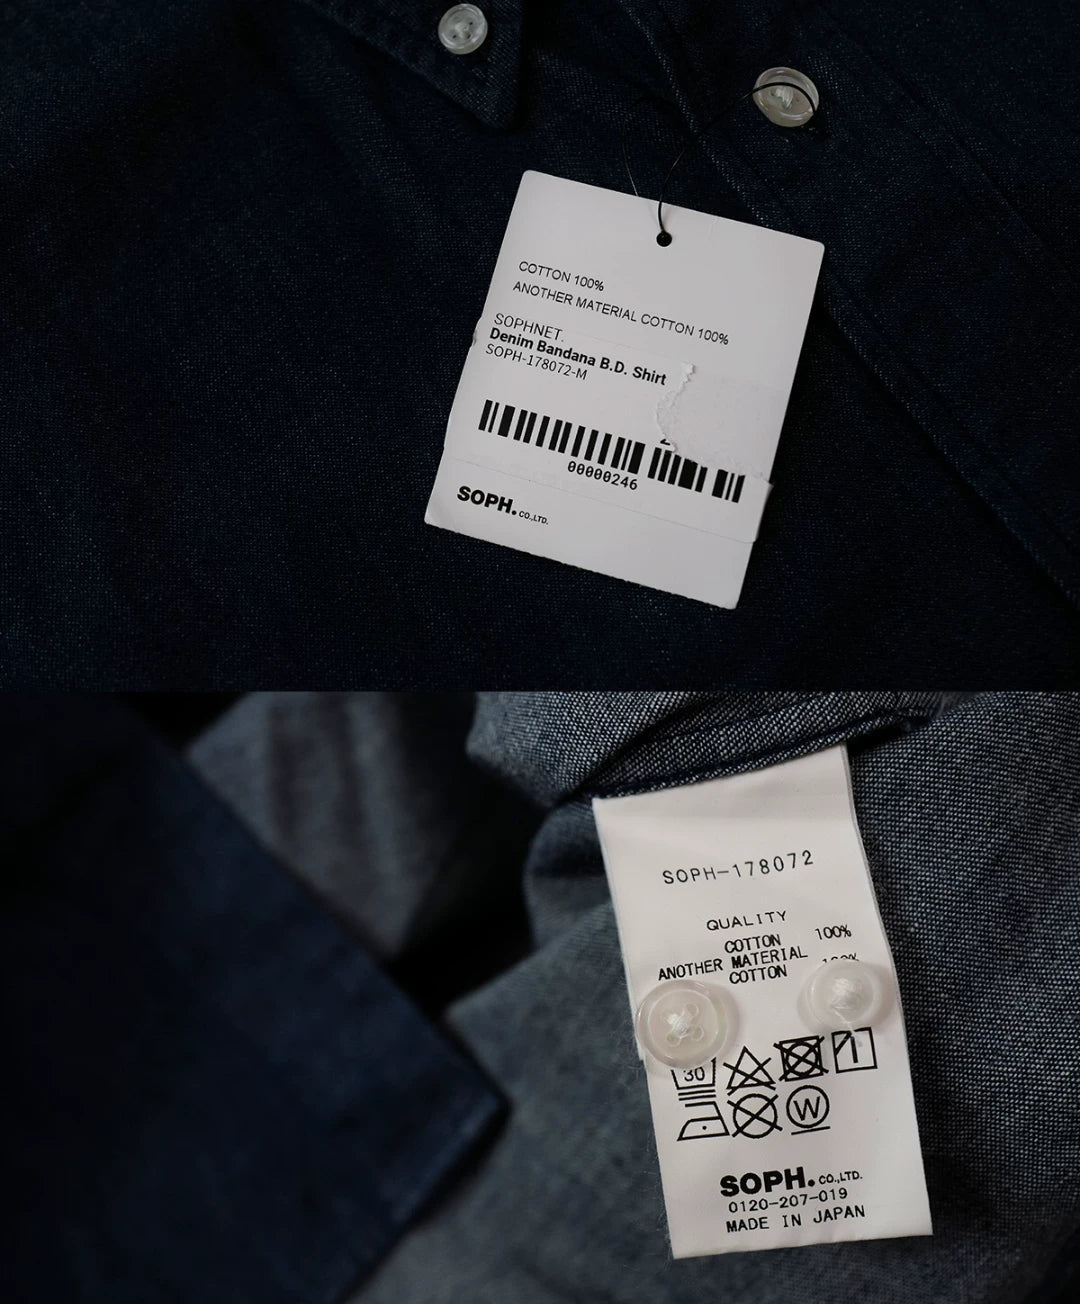 COTTON 100%
ANOTHER MATERIAL COTTON 100%
SOPHNET.
Denim Bandana B.D. Shirt
SOPH-178072-M
00000246
SOPH. CO.,LTD.
SOPH-178072
QUALITY
COTTON 100%
ANOTHER MATERIAL
COTTON
30
W
SOPH. CO.,LTD.
0120-207-019
MADE IN JAPAN